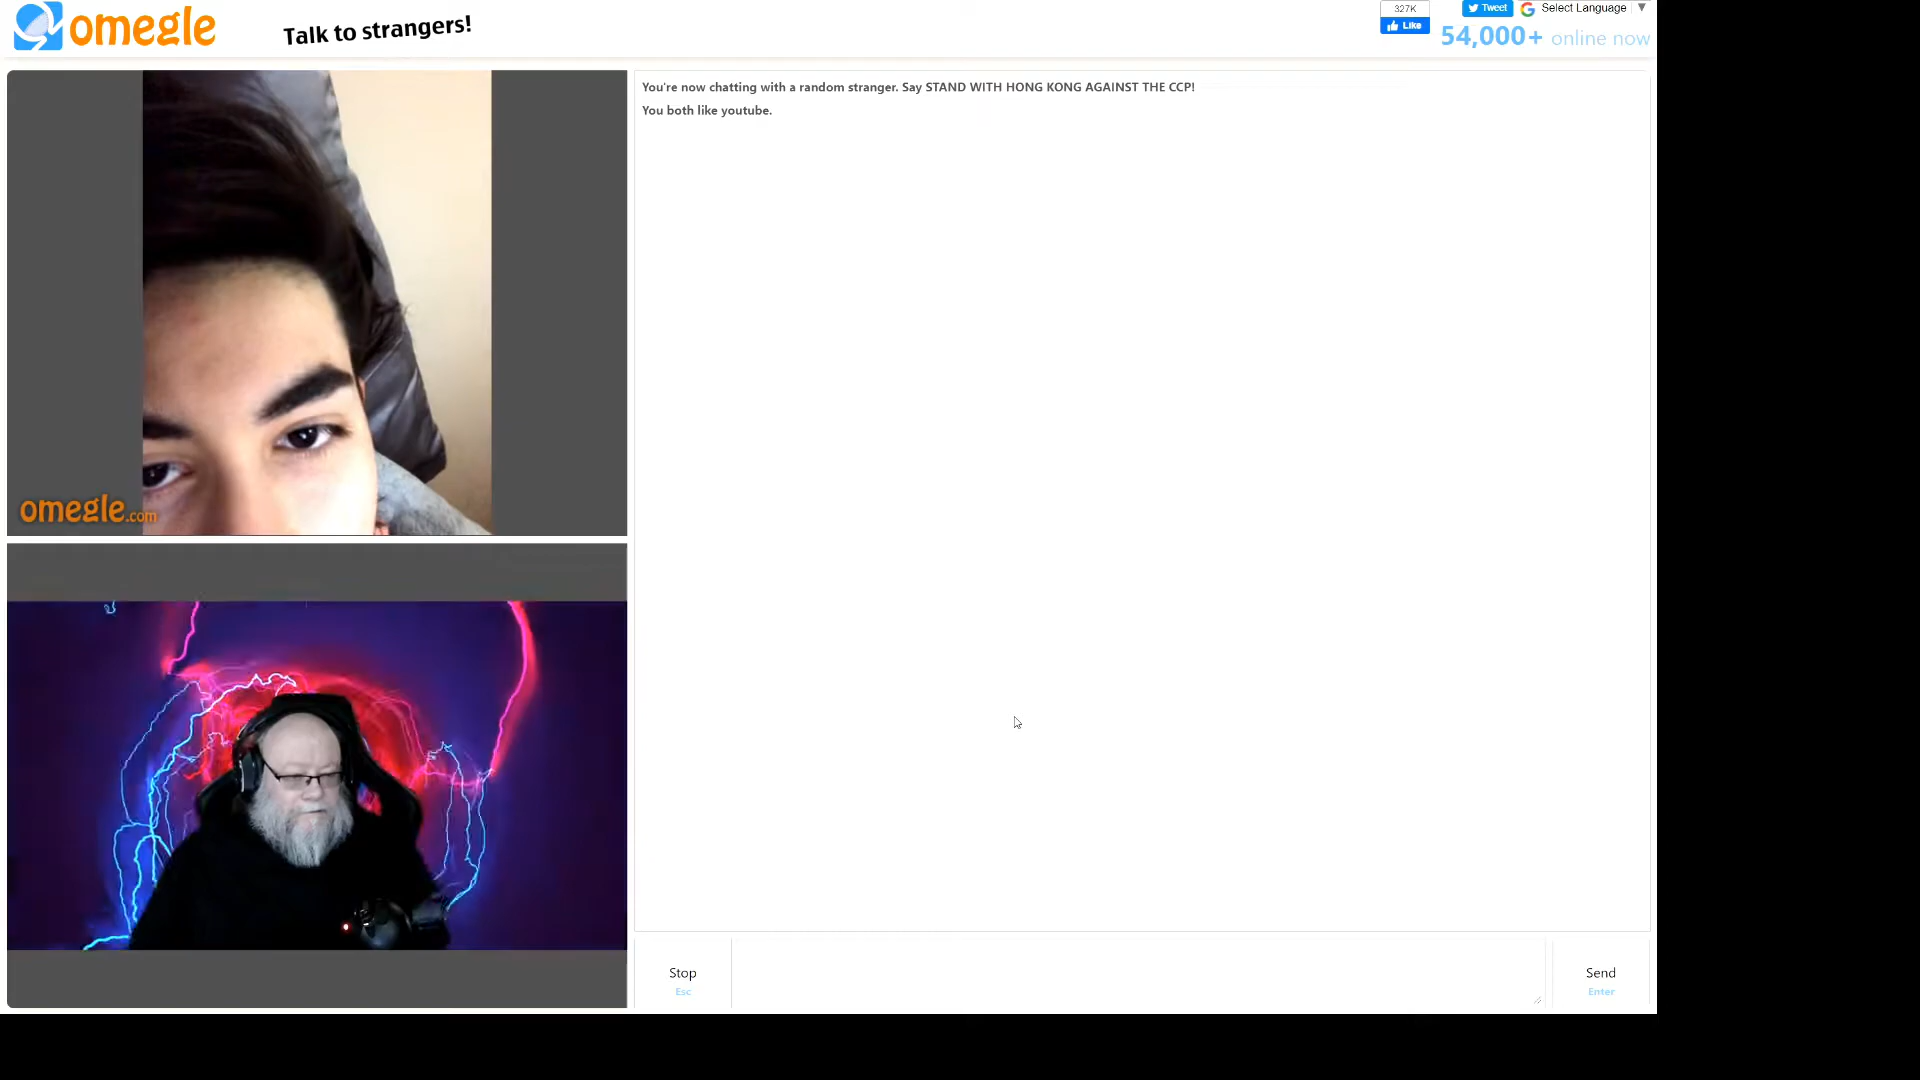 omegle
Talk to strangers!
327K
Like
Tweet
Select Language ▼
54,000+ online now
You're now chatting with a random stranger. Say STAND WITH HONG KONG AGAINST THE CCP!
You both like youtube.
omegle.com
Stop
Esc
Send
Enter